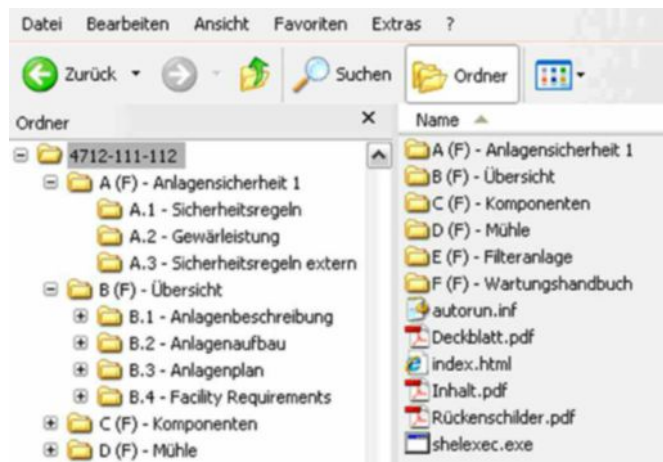 Datei Bearbeiten Ansicht Favoriten Extras ?
Zurück Suchen Ordner
Ordner
4712-111-112
A (F) - Anlagensicherheit 1
A.1 - Sicherheitsregeln
A.2 - Gewärleistung
A.3 - Sicherheitsregeln extern
B (F) - Übersicht
B.1 - Anlagenbeschreibung
B.2 - Anlagenaufbau
B.3 - Anlagenplan
B.4 - Facility Requirements
C (F) - Komponenten
D (F) - Mühle
Name
A (F) - Anlagensicherheit 1
B (F) - Übersicht
C (F) - Komponenten
D (F) - Mühle
E (F) - Filteranlage
F (F) - Wartungshandbuch
autorun.inf
Deckblatt.pdf
index.html
Inhalt.pdf
Rückenschilder.pdf
shelexec.exe